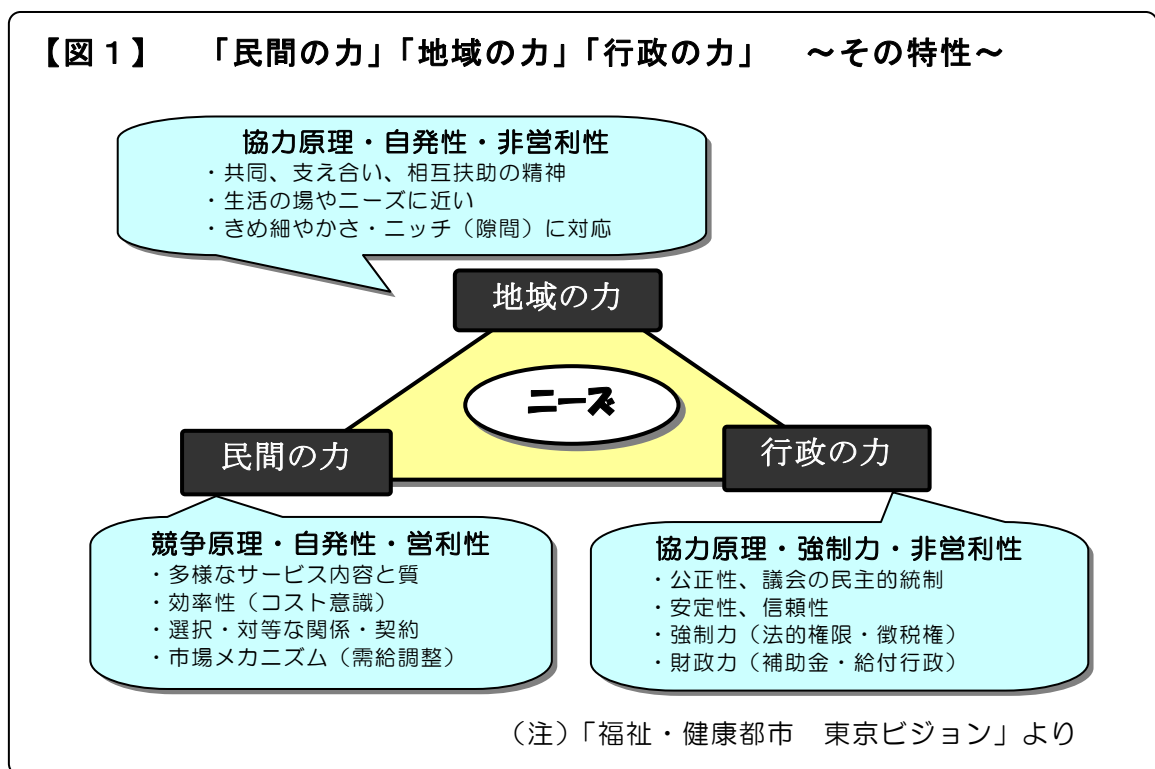 【図１】 「民間の力」「地域の力」「行政の力」 ～その特性～
協力原理・自発性・非営利性
・共同、支え合い、相互扶助の精神
・生活の場やニーズに近い
・きめ細やかさ・ニッチ（隙間）に対応
地域の力
ニーズ
民間の力
行政の力
競争原理・自発性・営利性
・多様なサービス内容と質
・効率性（コスト意識）
・選択・対等な関係・契約
・市場メカニズム（需給調整）
協力原理・強制力・非営利性
・公正性、議会の民主的統制
・安定性、信頼性
・強制力（法的権限・徴税権）
・財政力（補助金・給付行政）
（注）「福祉・健康都市　東京ビジョン」より